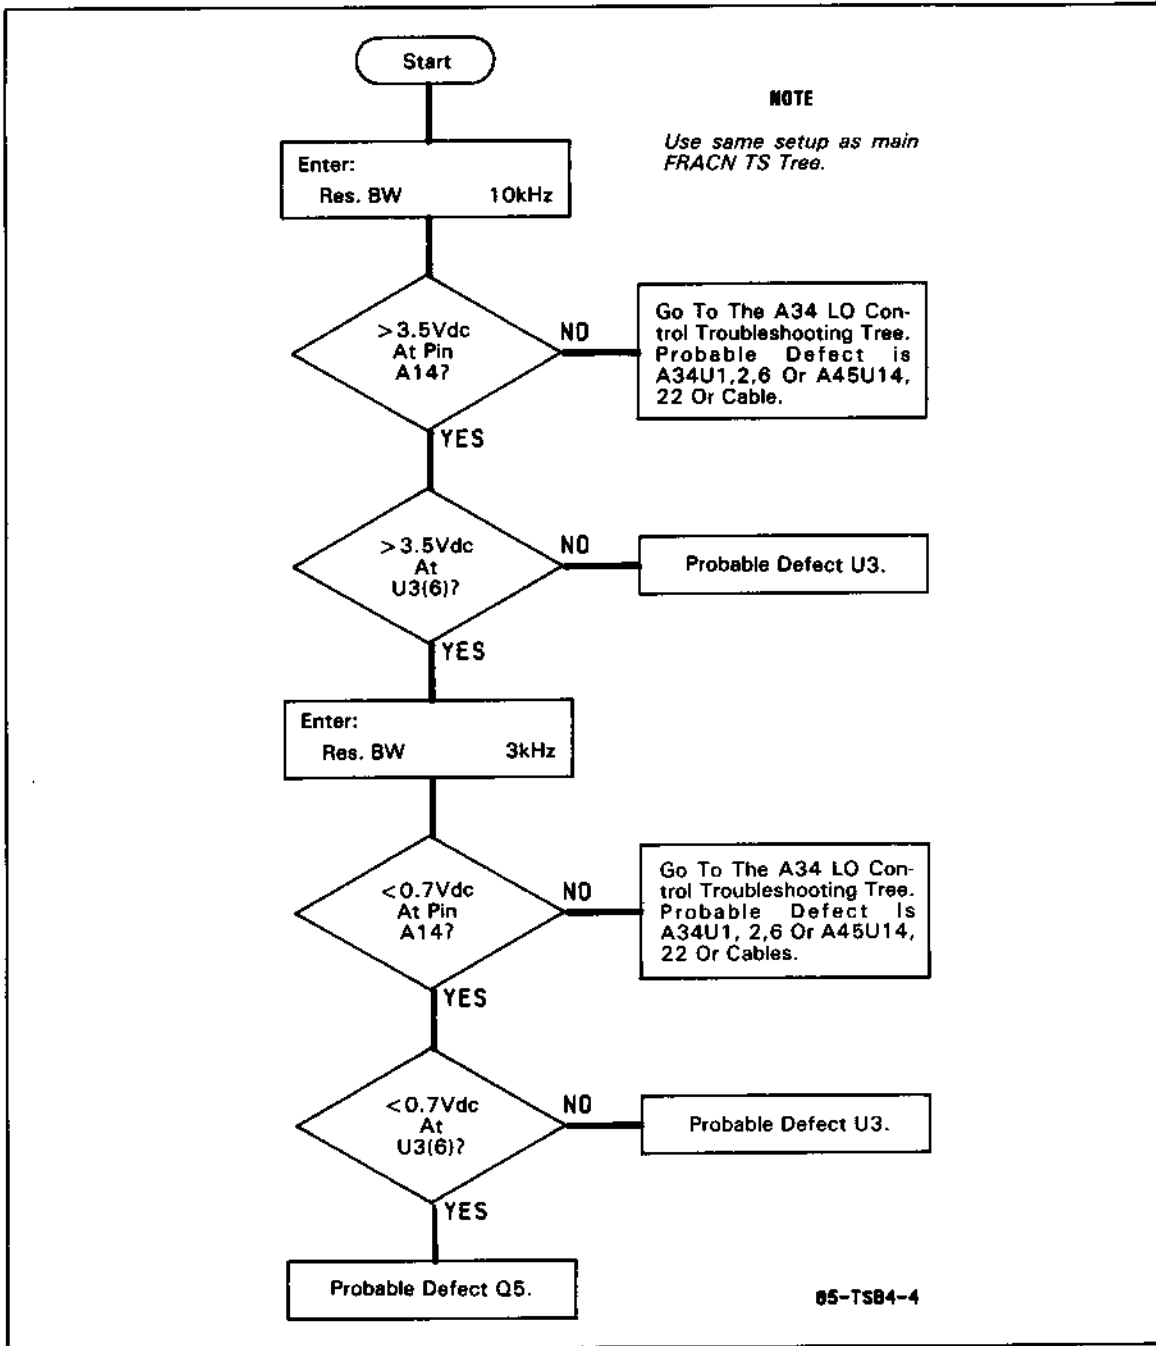 Start
NOTE
Use same setup as main
FRACN TS Tree.
Enter:
Res. BW 10kHz
>3.5Vdc
At Pin
A14?
NO
Go To The A34 LO Con-
trol Troubleshooting Tree.
Probable Defect is
A34U1,2,6 Or A45U14,
22 Or Cable.
YES
>3.5Vdc
At
U3(6)?
NO
Probable Defect U3.
YES
Enter:
Res. BW 3kHz
<0.7Vdc
At Pin
A14?
NO
Go To The A34 LO Con-
trol Troubleshooting Tree.
Probable Defect Is
A34U1, 2,6 Or A45U14,
22 Or Cables.
YES
<0.7Vdc
At
U3(6)?
NO
Probable Defect U3.
YES
Probable Defect Q5.
85-TSB4-4